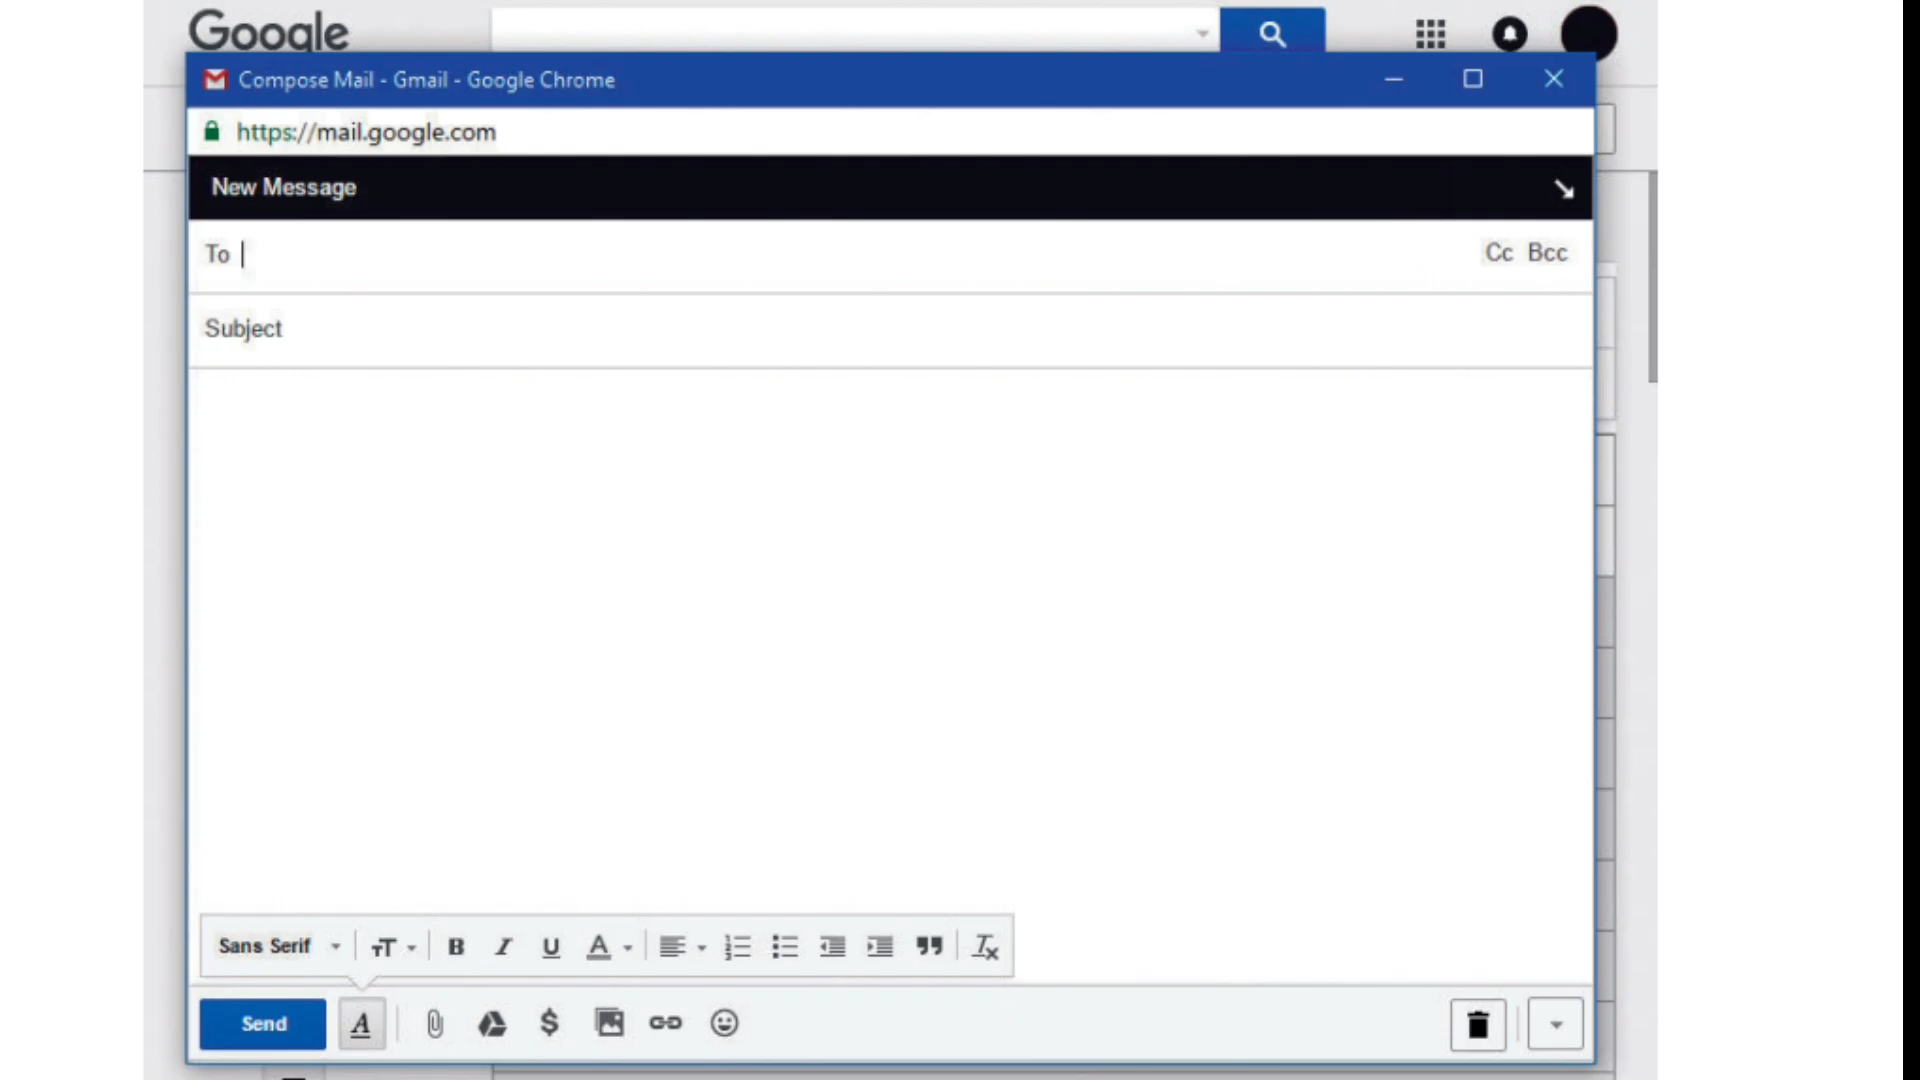 Google
Compose Mail - Gmail - Google Chrome
https://mail.google.com
New Message
To
Cc Bcc
Subject
Sans Serif
Send